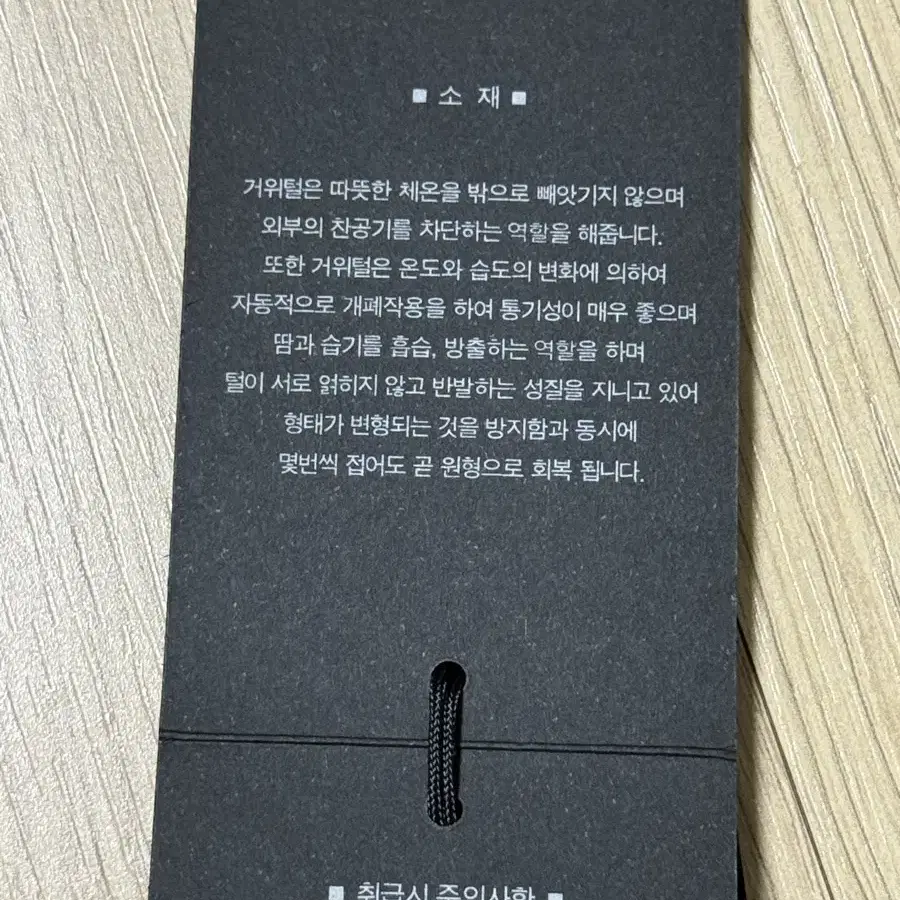 ■ 소 재 ■
거위털은 따뜻한 체온을 밖으로 빼앗기지 않으며
외부의 찬공기를 차단하는 역할을 해줍니다.
또한 거위털은 온도와 습도의 변화에 의하여
자동적으로 개폐작용을 하여 통기성이 매우 좋으며
땀과 습기를 흡습, 방출하는 역할을 하며
털이 서로 얽히지 않고 반발하는 성질을 지니고 있어
형태가 변형되는 것을 방지함과 동시에
몇번씩 접어도 곧 원형으로 회복 됩니다.
■ 취급시 주의사항 ■